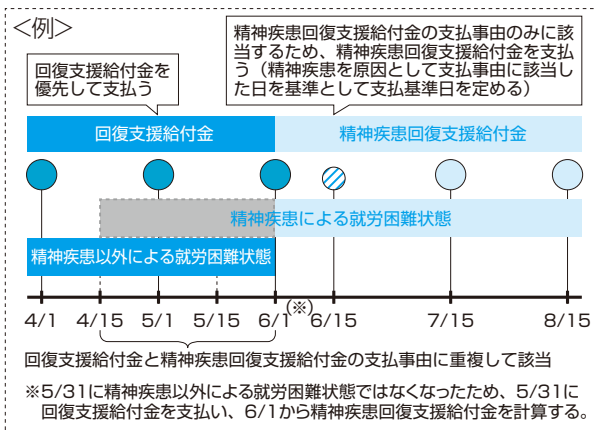 ＜例＞
回復支援給付金を
優先して支払う
精神疾患回復支援給付金の支払事由のみに該
当するため、精神疾患回復支援給付金を支払
う（精神疾患を原因として支払事由に該当し
た日を基準として支払基準日を定める）
回復支援給付金
精神疾患回復支援給付金
精神疾患による就労困難状態
精神疾患以外による就労困難状態
4/1 4/15 5/1 5/15 6/1 (※) 6/15 7/15 8/15
回復支援給付金と精神疾患回復支援給付金の支払事由に重複して該当
※5/31に精神疾患以外による就労困難状態ではなくなったため、5/31に
回復支援給付金を支払い、6/1から精神疾患回復支援給付金を計算する。